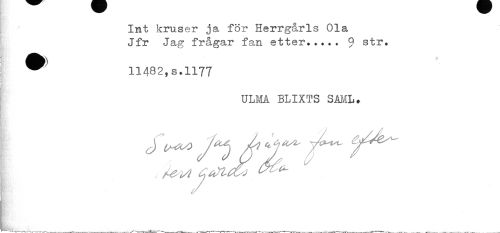 Int kruser ja för Herrgårls Ola
Jfr Jag frågar fan etter..... 9 str.
11482,s.1177
ULMA BLIXTS SAML.
Svas Jag frågar fan efter
Herrgårds Ola